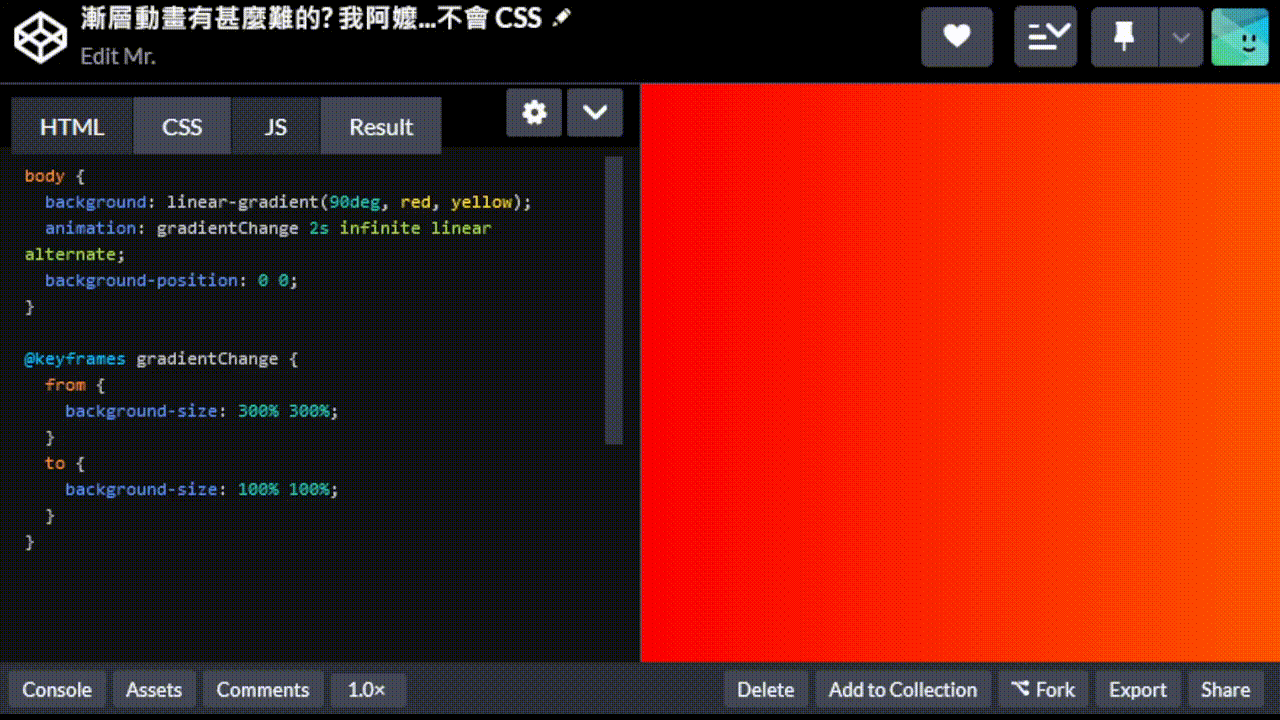 漸層動畫有甚麼難的? 我阿嬤...不會 CSS
Edit Mr.
HTML CSS JS Result
body {
background: linear-gradient(90deg, red, yellow);
animation: gradientChange 2s infinite linear
alternate;
background-position: 0 0;
}
@keyframes gradientChange {
from {
background-size: 300% 300%;
}
to {
background-size: 100% 100%;
}
}
Console Assets Comments 1.0× Delete Add to Collection Fork Export Share